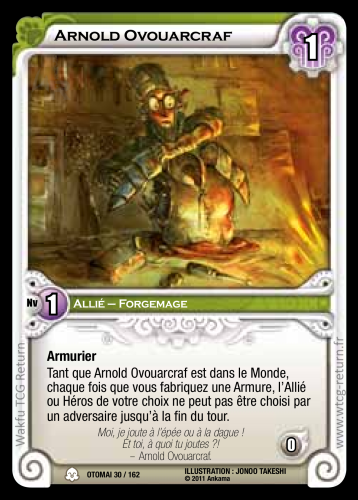 Arnold Ovouarcraf
1
Nv 1 Allié – Forgemage
Armurier
Tant que Arnold Ovouarcraf est dans le Monde,
chaque fois que vous fabriquez une Armure, l'Allié
ou Héros de votre choix ne peut pas être choisi par
un adversaire jusqu'à la fin du tour.
Moi, je joute à l'épée ou à la dague !
Et toi, à quoi tu joutes ?!
– Arnold Ovouarcraf.
0
OTOMAI 30 / 162
ILLUSTRATION : JONOO TAKESHI
© 2011 Ankama
Wakfu-TCG-Return
www.wtcg-return.fr